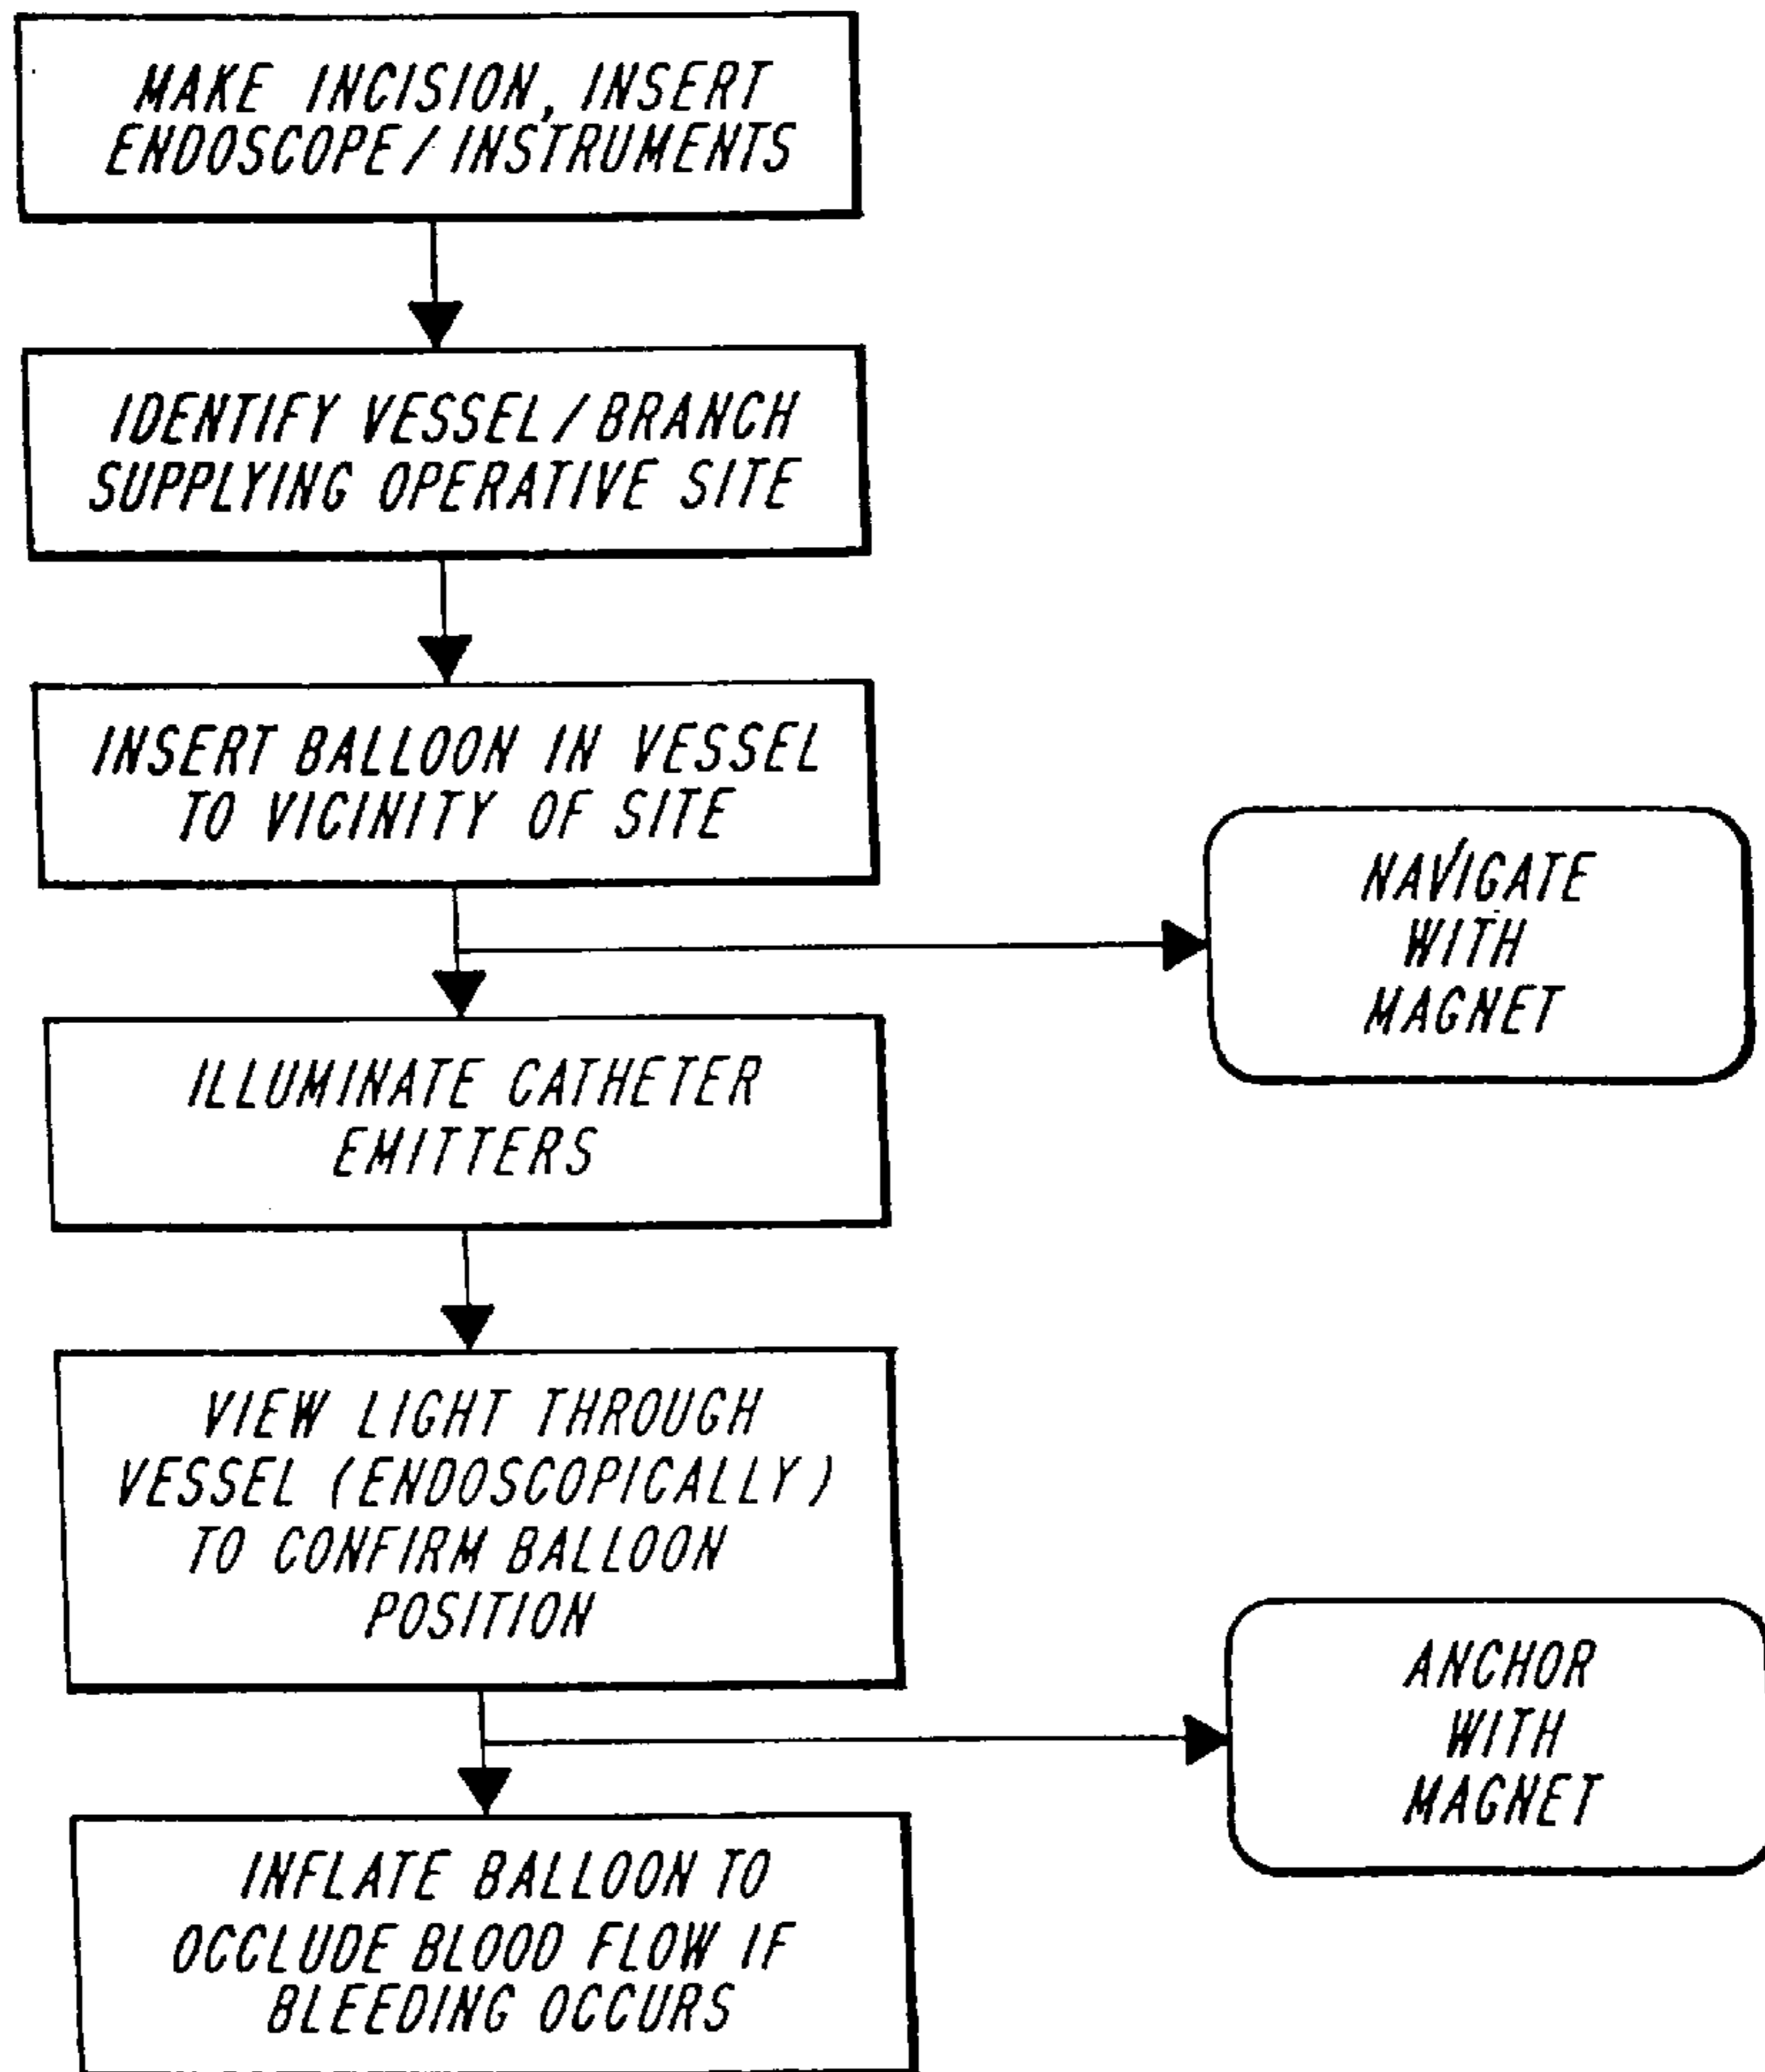 MAKE INCISION, INSERT
ENDOSCOPE/INSTRUMENTS
IDENTIFY VESSEL/BRANCH
SUPPLYING OPERATIVE SITE
INSERT BALLOON IN VESSEL
TO VICINITY OF SITE
NAVIGATE
WITH
MAGNET
ILLUMINATE CATHETER
EMITTERS
VIEW LIGHT THROUGH
VESSEL (ENDOSCOPICALLY)
TO CONFIRM BALLOON
POSITION
ANCHOR
WITH
MAGNET
INFLATE BALLOON TO
OCCLUDE BLOOD FLOW IF
BLEEDING OCCURS